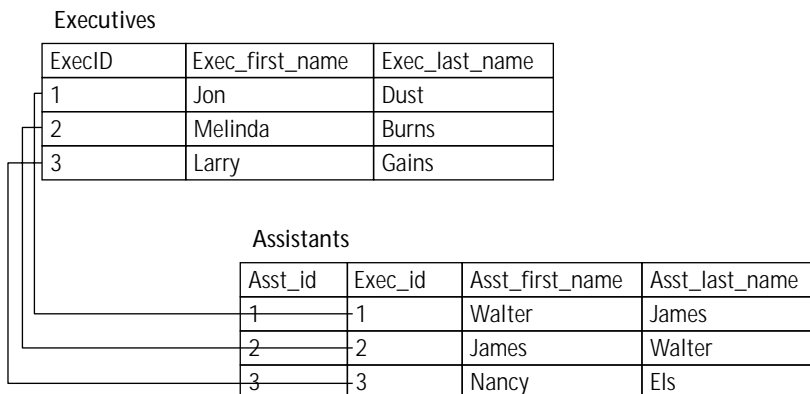 Executives
ExecID Exec_first_name Exec_last_name
1 Jon Dust
2 Melinda Burns
3 Larry Gains
Assistants
Asst_id Exec_id Asst_first_name Asst_last_name
1 1 Walter James
2 2 James Walter
3 3 Nancy Els